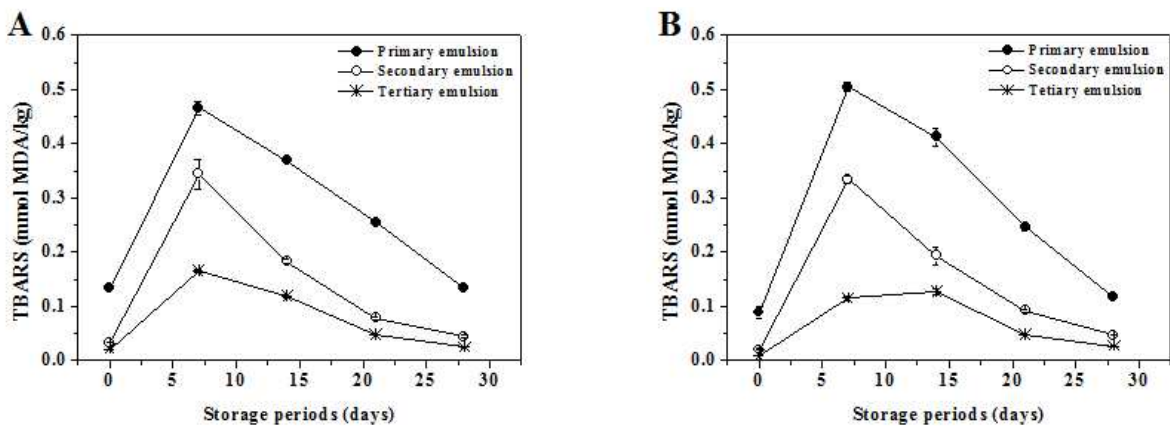 A
0.6
0.5
0.4
0.3
0.2
0.1
0.0
TBARS (mmol MDA/kg)
Primary emulsion
Secondary emulsion
Tertiary emulsion
0 5 10 15 20 25 30
Storage periods (days)
B
0.6
0.5
0.4
0.3
0.2
0.1
0.0
TBARS (mmol MDA/kg)
Primary emulsion
Secondary emulsion
Tetiary emulsion
0 5 10 15 20 25 30
Storage periods (days)